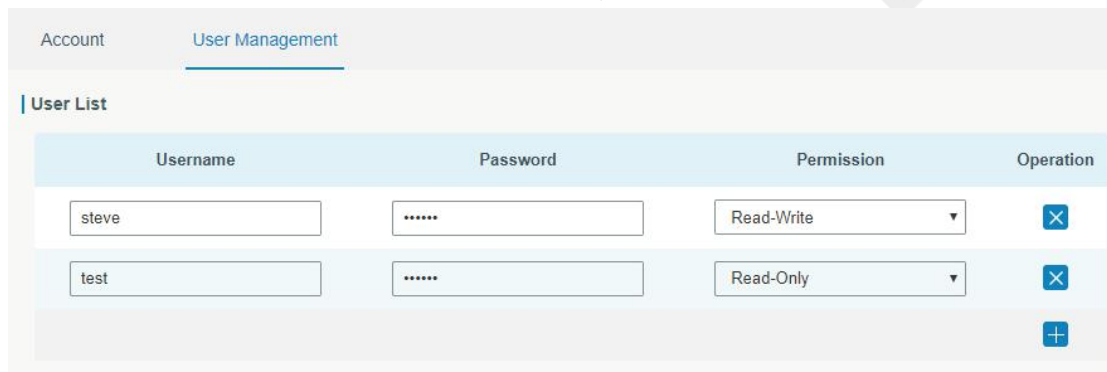 Account User Management
User List
Username Password Permission Operation
steve •••••• Read-Write
test •••••• Read-Only